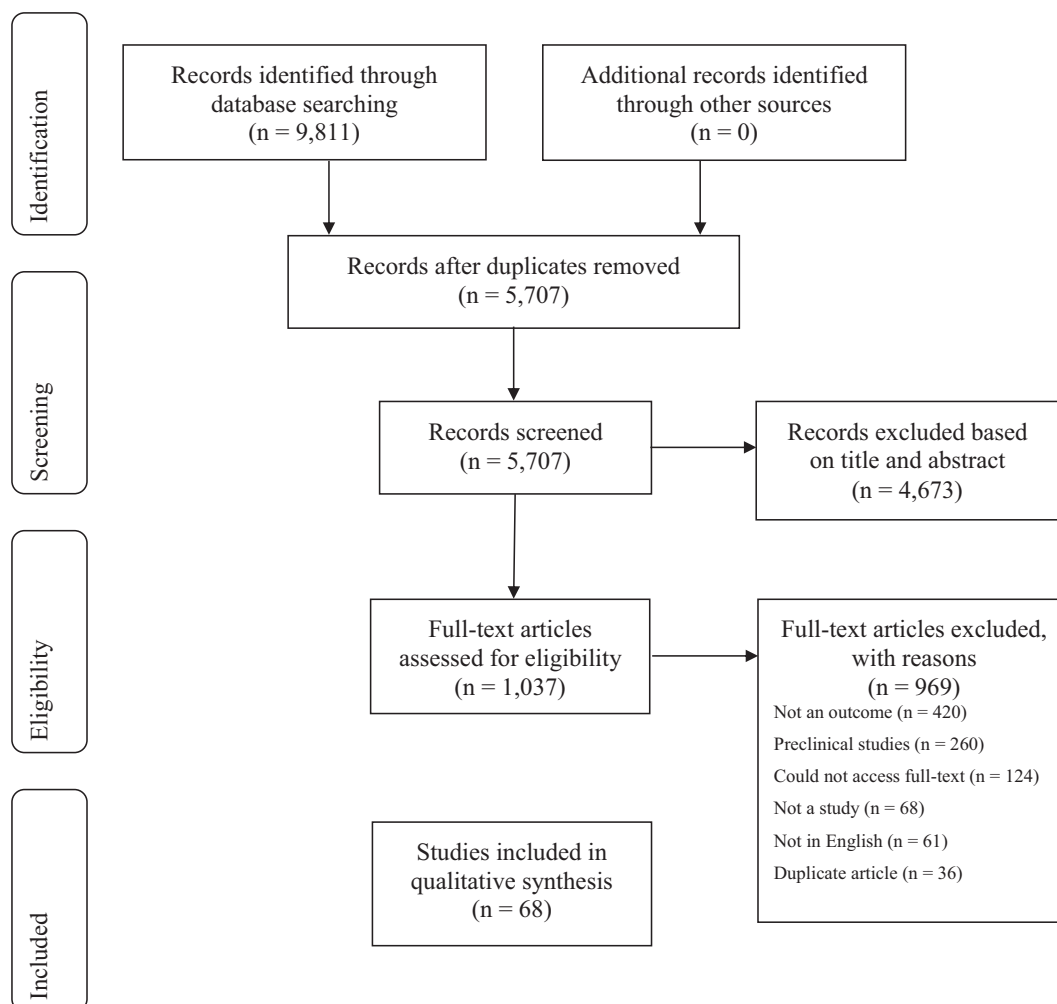 Identification
Records identified through
database searching
(n = 9,811)
Additional records identified
through other sources
(n = 0)
Records after duplicates removed
(n = 5,707)
Screening
Records screened
(n = 5,707)
Records excluded based
on title and abstract
(n = 4,673)
Eligibility
Full-text articles
assessed for eligibility
(n = 1,037)
Full-text articles excluded,
with reasons
(n = 969)
Not an outcome (n = 420)
Preclinical studies (n = 260)
Could not access full-text (n = 124)
Not a study (n = 68)
Not in English (n = 61)
Duplicate article (n = 36)
Included
Studies included in
qualitative synthesis
(n = 68)